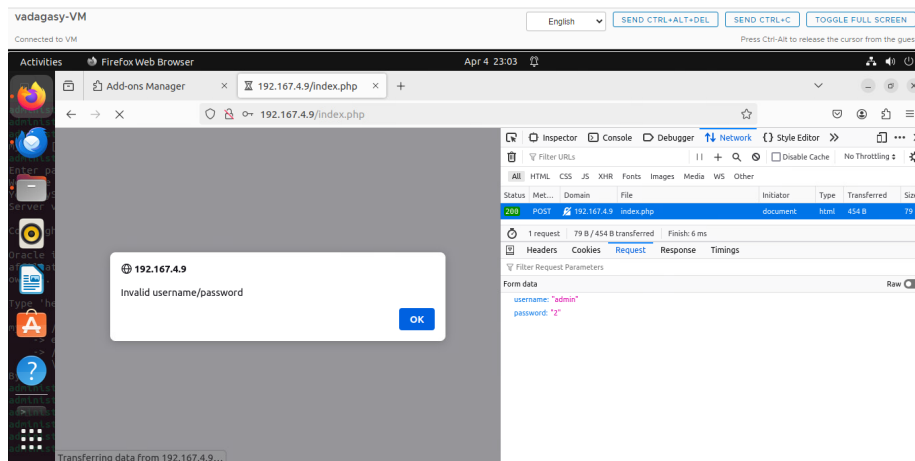 vadagasy-VM
English
SEND CTRL+ALT+DEL
SEND CTRL+C
TOGGLE FULL SCREEN
Connected to VM
Press Ctrl-Alt to release the cursor from the gues
Activities
Firefox Web Browser
Apr 4 23:03
Add-ons Manager
192.167.4.9/index.php
192.167.4.9/index.php
Inspector
Console
Debugger
Network
Style Editor
Filter URLs
Disable Cache
No Throttling
All HTML CSS JS XHR Fonts Images Media WS Other
Status Met... Domain File Initiator Type Transferred Size
200 POST 192.167.4.9 index.php document html 454 B 79
1 request 79 B / 454 B transferred Finish: 6 ms
Headers Cookies Request Response Timings
Filter Request Parameters
Form data
Raw
username: "admin"
password: "2"
192.167.4.9
Invalid username/password
OK
Transferring data from 192.167.4.9...